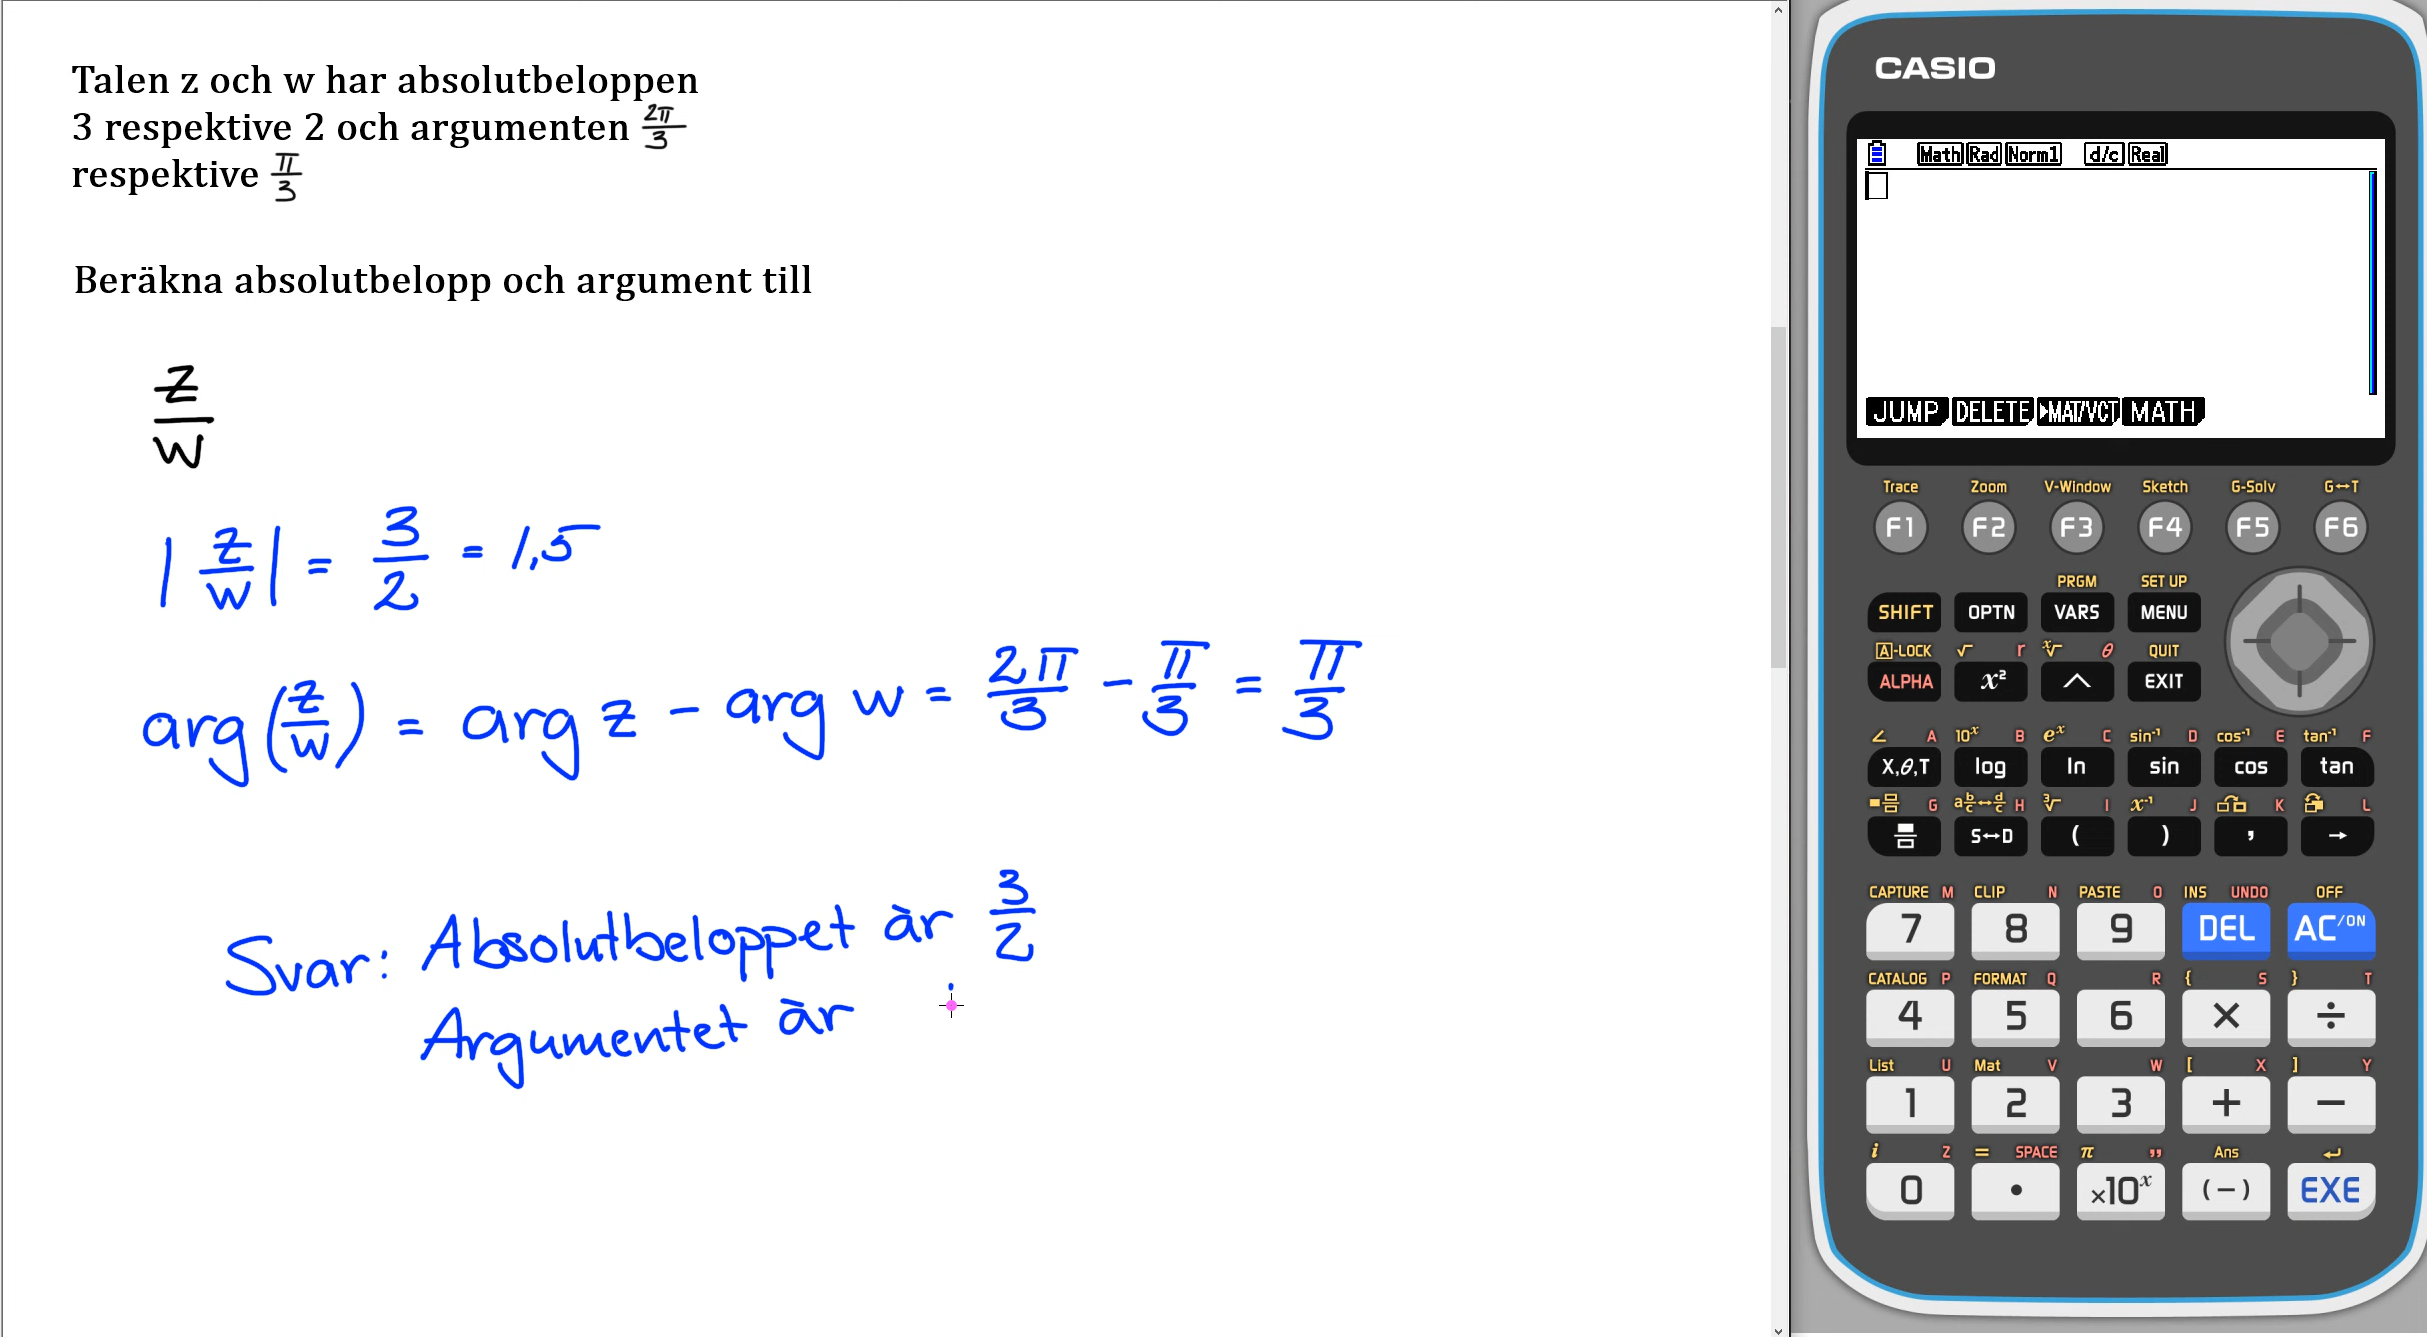 Talen z och w har absolutbeloppen
3 respektive 2 och argumenten 2π/3
respektive π/3
Beräkna absolutbelopp och argument till
z/w
|z/w| = 3/2 = 1,5
arg(z/w) = arg z - arg w = 2π/3 - π/3 = π/3
Svar: Absolutbeloppet är 3/2
Argumentet är
CASIO
Math Rad Norm1 d/c Real
JUMP DELETE ►MAT/VCT MATH
Trace Zoom V-Window Sketch G-Solv G↔T
F1 F2 F3 F4 F5 F6
PRGM SET UP
SHIFT OPTN VARS MENU
A-LOCK √ r ˣ√ θ QUIT
ALPHA x² ^ EXIT
∠ A 10ˣ B eˣ C sin⁻¹ D cos⁻¹ E tan⁻¹ F
X,θ,T log ln sin cos tan
G a b/c↔d/c H ³√ I x⁻¹ J K L
S↔D ( ) , →
CAPTURE M CLIP N PASTE O INS UNDO OFF
7 8 9 DEL AC/ON
CATALOG P FORMAT Q R { S } T
4 5 6 × ÷
List U Mat V W [ X ] Y
1 2 3 + −
i Z = SPACE π " Ans ↵
0 • ×10ˣ (−) EXE